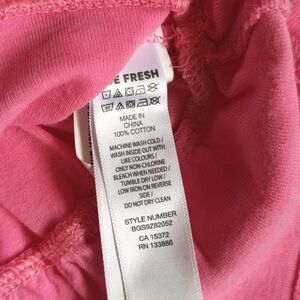 E FRESH
MADE IN
CHINA
100% COTTON
MACHINE WASH COLD /
WASH INSIDE OUT WITH
LIKE COLOURS /
ONLY NON-CHLORINE
BLEACH WHEN NEEDED /
TUMBLE DRY LOW /
LOW IRON ON REVERSE
SIDE /
DO NOT DRY CLEAN
STYLE NUMBER
BGS9Z82052
CA 15372
RN 133886